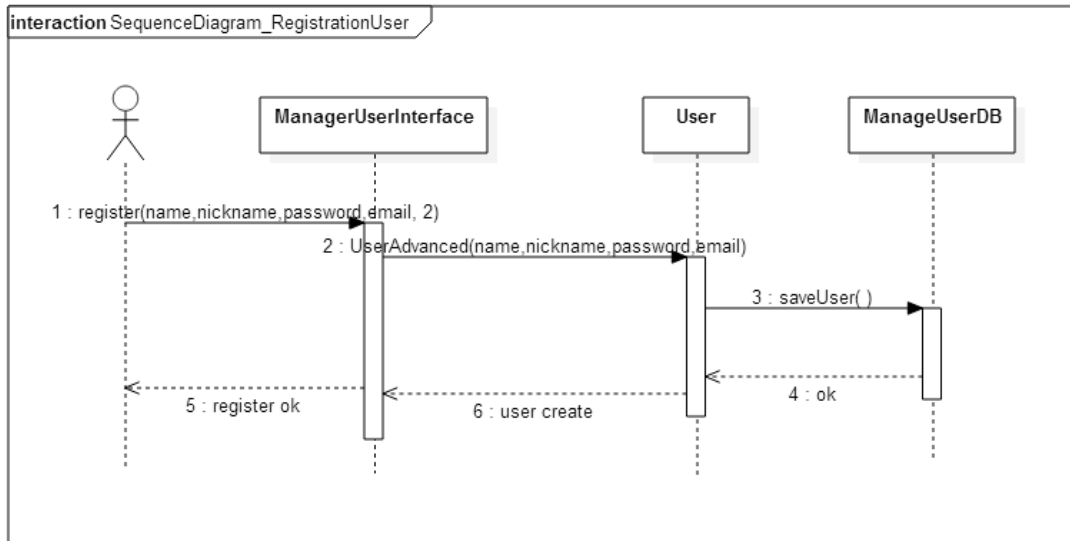 interaction SequenceDiagram_RegistrationUser
ManagerUserInterface
User
ManageUserDB
1 : register(name,nickname,password,email, 2)
2 : UserAdvanced(name,nickname,password,email)
3 : saveUser( )
4 : ok
5 : register ok
6 : user create